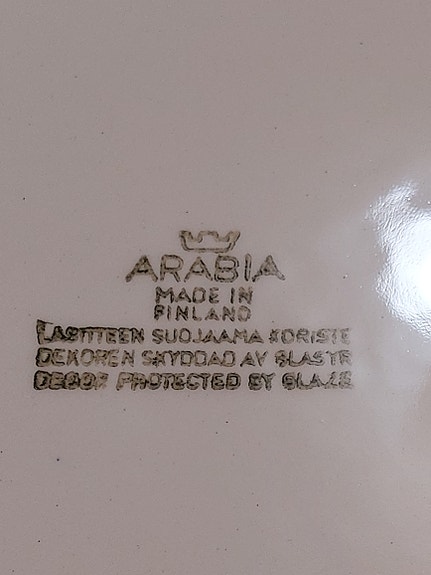 ARABIA
MADE IN
FINLAND
LASITTEEN SUOJAAMA KORISTE
DEKOREN SKYDDAD AV GLASYR
DECOR PROTECTED BY GLAZE